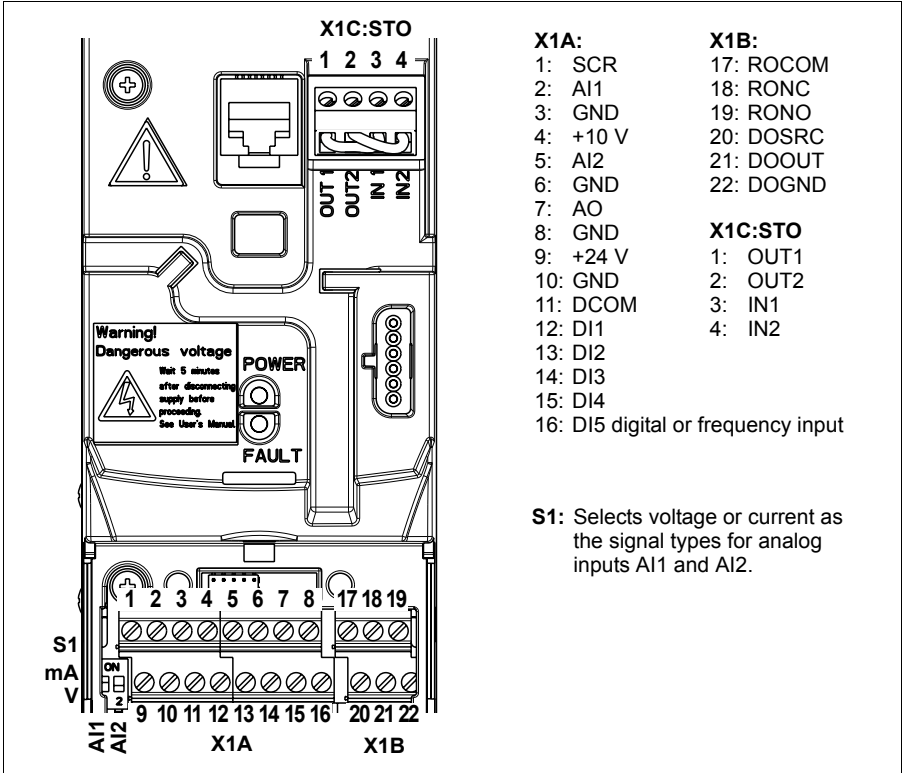 X1C:STO
1 2 3 4
OUT 1
OUT2
IN 1
IN2
Warning!
Dangerous voltage
Wait 5 minutes
after disconnecting
supply before
proceeding.
See User's Manual.
POWER
FAULT
1 2 3 4 5 6 7 8 17 18 19
S1
mA
V
ON
2
AI1
AI2
9 10 11 12 13 14 15 16 20 21 22
X1A
X1B
X1A:
1: SCR
2: AI1
3: GND
4: +10 V
5: AI2
6: GND
7: AO
8: GND
9: +24 V
10: GND
11: DCOM
12: DI1
13: DI2
14: DI3
15: DI4
16: DI5 digital or frequency input
X1B:
17: ROCOM
18: RONC
19: RONO
20: DOSRC
21: DOOUT
22: DOGND
X1C:STO
1: OUT1
2: OUT2
3: IN1
4: IN2
S1: Selects voltage or current as
the signal types for analog
inputs AI1 and AI2.